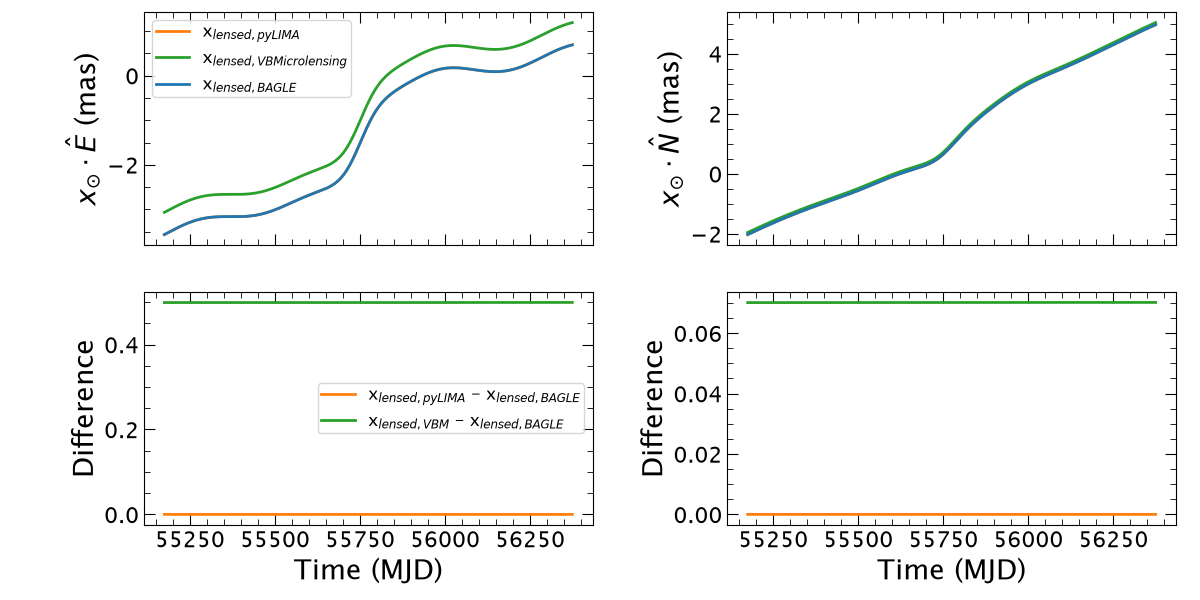 x_lensed,pyLIMA
x_lensed,VBMicrolensing
x_lensed,BAGLE
x⊙ · Ê (mas)
0
−2
x⊙ · N̂ (mas)
4
2
0
−2
Difference
0.4
0.2
0.0
x_lensed,pyLIMA − x_lensed,BAGLE
x_lensed,VBM − x_lensed,BAGLE
55250 55500 55750 56000 56250
Time (MJD)
Difference
0.06
0.04
0.02
0.00
55250 55500 55750 56000 56250
Time (MJD)